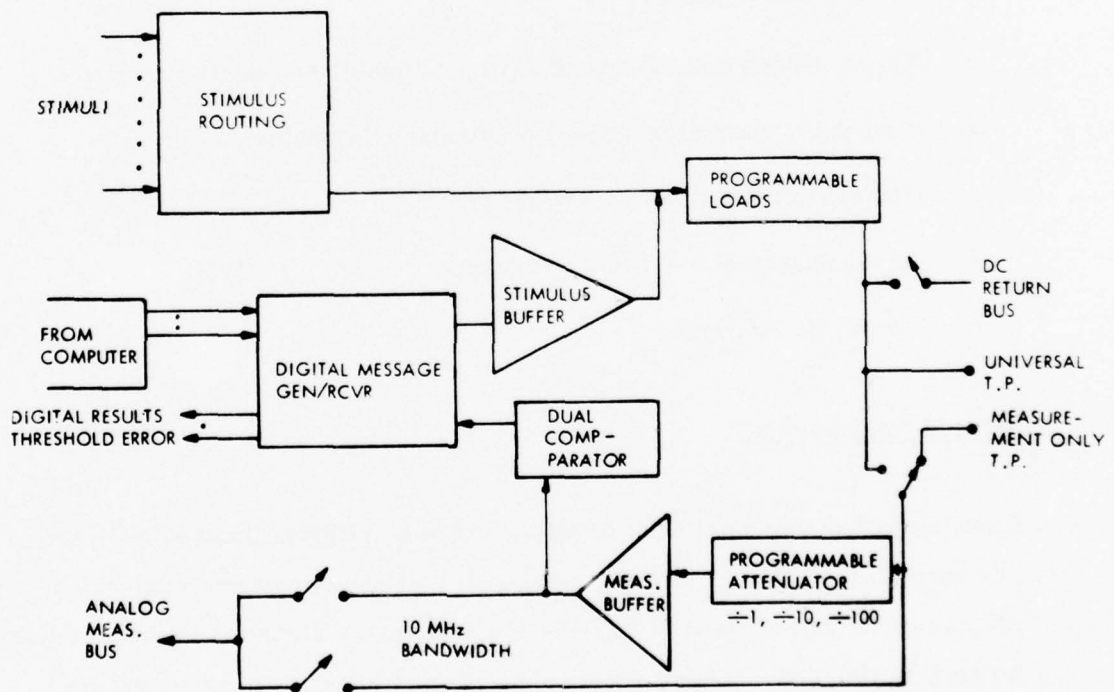 STIMULI
STIMULUS
ROUTING
PROGRAMMABLE
LOADS
DC
RETURN
BUS
STIMULUS
BUFFER
FROM
COMPUTER
DIGITAL MESSAGE
GEN/RCVR
UNIVERSAL
T.P.
DIGITAL RESULTS
THRESHOLD ERROR
DUAL
COMP-
PARATOR
MEASURE-
MENT ONLY
T.P.
MEAS.
BUFFER
PROGRAMMABLE
ATTENUATOR
÷1, ÷10, ÷100
ANALOG
MEAS.
BUS
10 MHz
BANDWIDTH